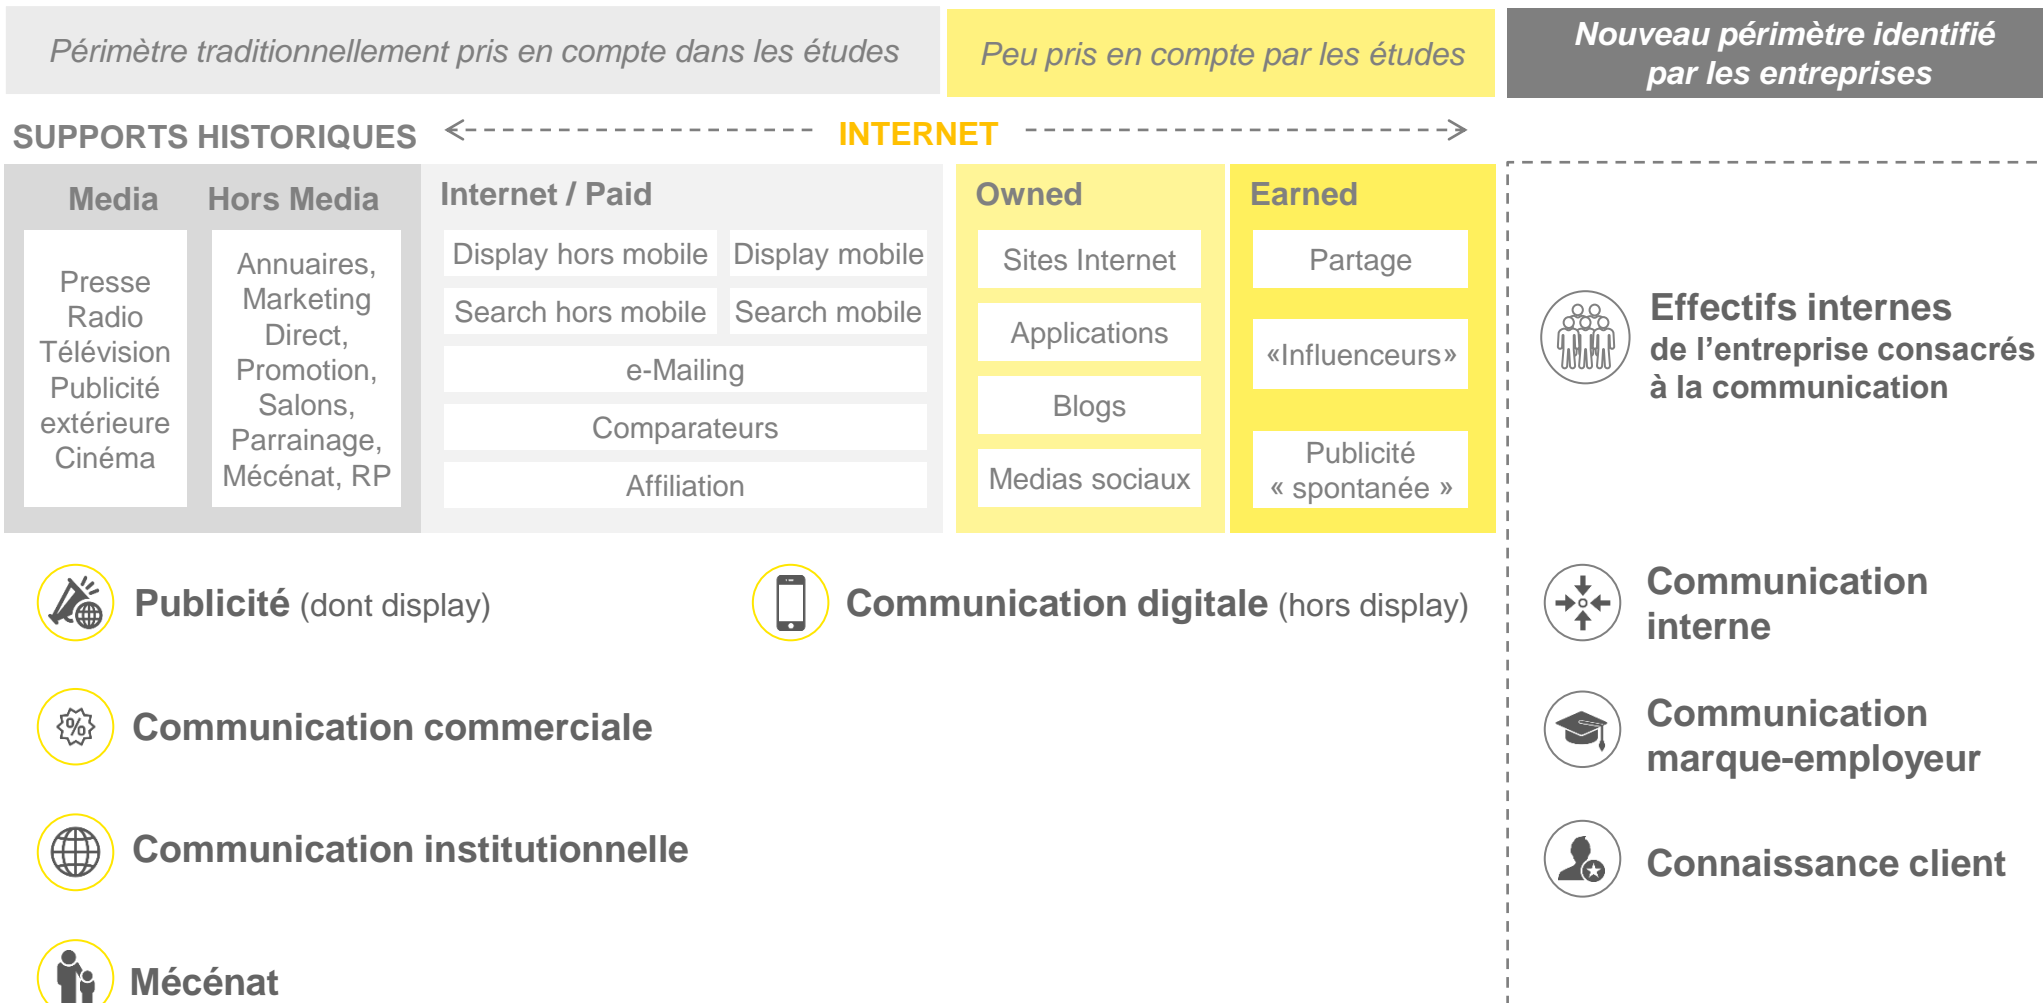 Périmètre traditionnellement pris en compte dans les études
Peu pris en compte par les études
Nouveau périmètre identifié
par les entreprises
SUPPORTS HISTORIQUES
INTERNET
Media
Presse
Radio
Télévision
Publicité
extérieure
Cinéma
Hors Media
Annuaires,
Marketing
Direct,
Promotion,
Salons,
Parrainage,
Mécénat, RP
Internet / Paid
Display hors mobile
Display mobile
Search hors mobile
Search mobile
e-Mailing
Comparateurs
Affiliation
Owned
Sites Internet
Applications
Blogs
Medias sociaux
Earned
Partage
«Influenceurs»
Publicité
« spontanée »
Effectifs internes
de l’entreprise consacrés
à la communication
Publicité (dont display)
Communication digitale (hors display)
Communication
interne
%
Communication commerciale
Communication
marque-employeur
Communication institutionnelle
Connaissance client
Mécénat